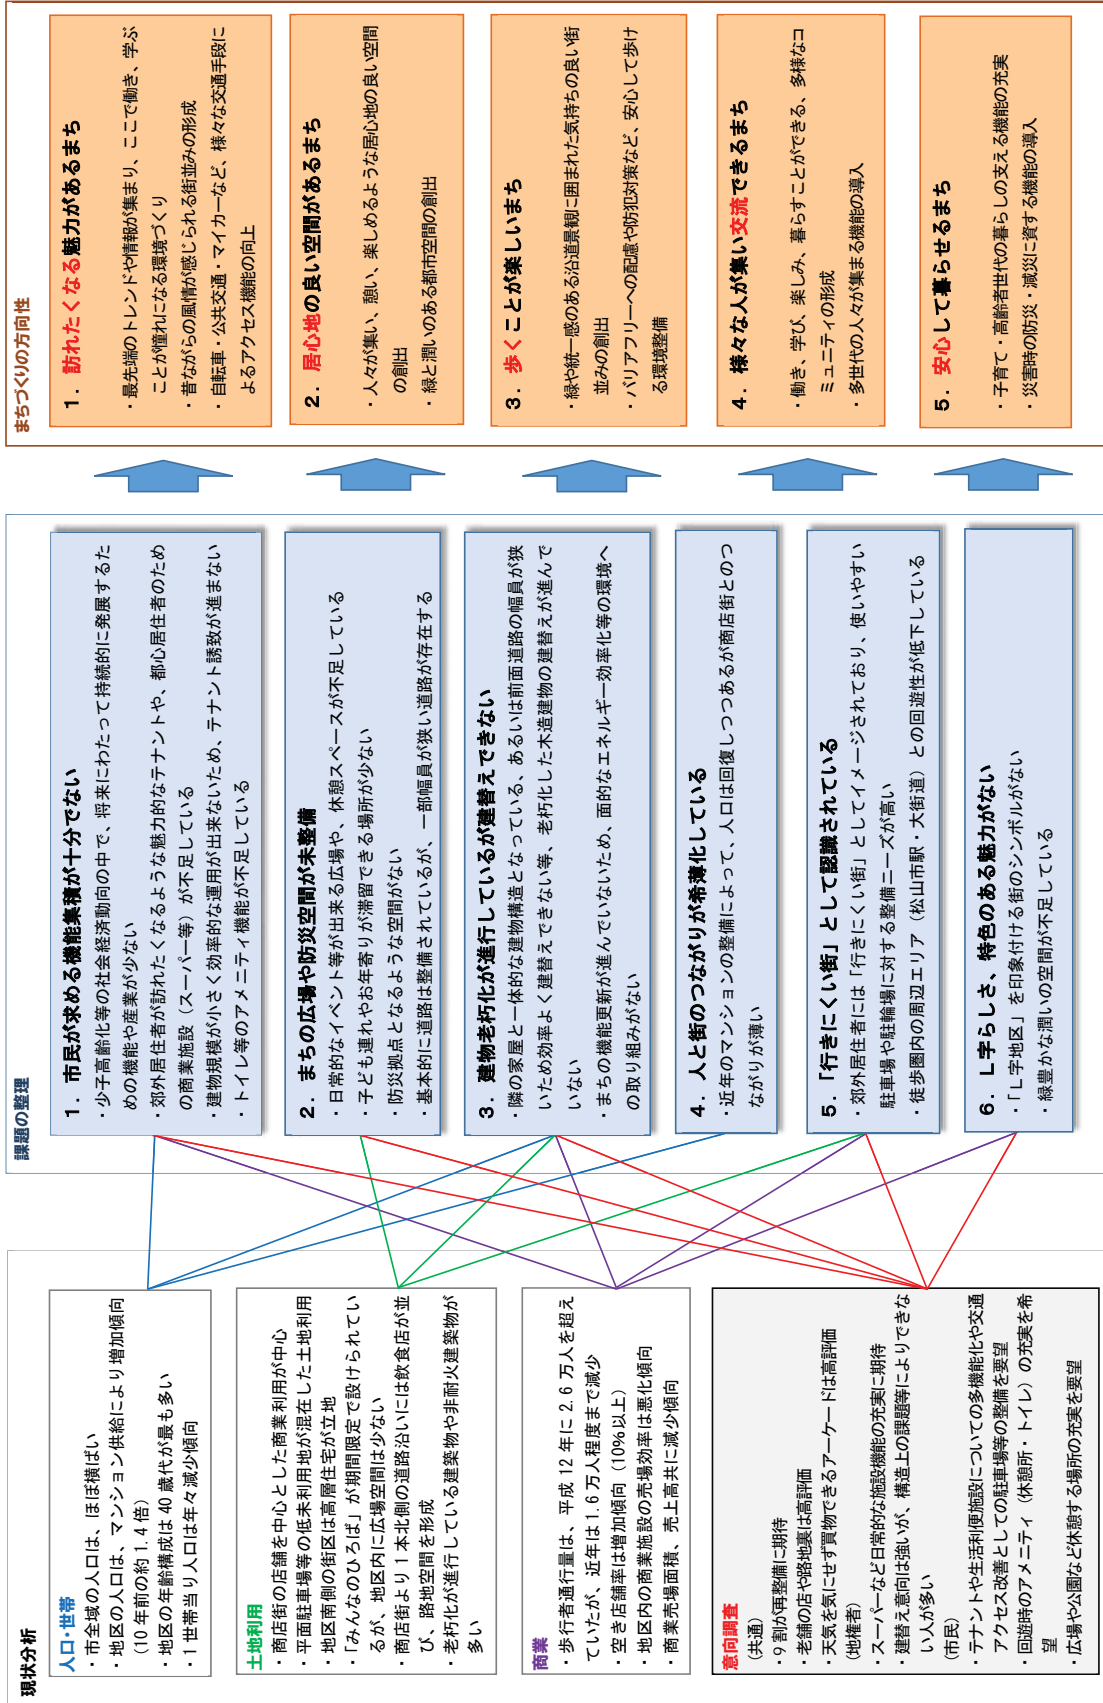 現状分析
人口・世帯
・市全域の人口は、ほぼ横ばい
・地区の人口は、マンション供給により増加傾向
(10 年前の約 1.4 倍)
・地区の年齢構成は 40 歳代が最も多い
・1 世帯当り人口は年々減少傾向
土地利用
・商店街の店舗を中心とした商業利用が中心
・平面駐車場等の低未利用地が混在した土地利用
・地区南側の街区は高層住宅が立地
・「みんなのひろば」が期間限定で設けられてい
るが、地区内に広場空間は少ない
・商店街より 1 本北側の道路沿いには飲食店が並
び、路地空間を形成
・老朽化が進行している建築物や非耐火建築物が
多い
商業
・歩行者通行量は、平成 12 年に 2.6 万人を超え
ていたが、近年は 1.6 万人程度まで減少
・空き店舗率は増加傾向（10%以上）
・地区内の商業施設の売場効率は悪化傾向
・商業売場面積、売上高共に減少傾向
意向調査
(共通)
・9 割が再整備に期待
・老舗の店や路地裏は高評価
・天気を気にせず買物できるアーケードは高評価
(地権者)
・スーパーなど日常的な施設機能の充実に期待
・建替え意向は強いが、構造上の課題等によりできな
い人が多い
(市民)
・テナントや生活利便施設についての多機能化や交通
アクセス改善としての駐車場等の整備を要望
・回遊時のアメニティ（休憩所・トイレ）の充実を希
望
・広場や公園など休憩する場所の充実を要望
課題の整理
1．市民が求める機能集積が十分でない
・少子高齢化等の社会経済動向の中で、将来にわたって持続的に発展するた
めの機能や産業が少ない
・郊外居住者が訪れたくなるような魅力的なテナントや、都心居住者のため
の商業施設（スーパー等）が不足している
・建物規模が小さく効率的な運用が出来ないため、テナント誘致が進まない
・トイレ等のアメニティ機能が不足している
2．まちの広場や防災空間が未整備
・日常的なイベント等が出来る広場や、休憩スペースが不足している
・子ども連れやお年寄りが滞留できる場所が少ない
・防災拠点となるような空間がない
・基本的に道路は整備されているが、一部幅員が狭い道路が存在する
3．建物老朽化が進行しているが建替えできない
・隣の家屋と一体的な建物構造となっている、あるいは前面道路の幅員が狭
いため効率よく建替えできない等、老朽化した木造建物の建替えが進んで
いない
・まちの機能更新が進んでいないため、面的なエネルギー効率化等の環境へ
の取り組みがない
4．人と街のつながりが希薄化している
・近年のマンションの整備によって、人口は回復しつつあるが商店街とのつ
ながりが薄い
5．「行きにくい街」として認識されている
・郊外居住者には「行きにくい街」としてイメージされており、使いやすい
駐車場や駐輪場に対する整備ニーズが高い
・徒歩圏内の周辺エリア（松山市駅・大街道）との回遊性が低下している
6．L字らしさ、特色のある魅力がない
・「L 字地区」を印象付ける街のシンボルがない
・緑豊かな潤いの空間が不足している
まちづくりの方向性
1．訪れたくなる魅力があるまち
・最先端のトレンドや情報が集まり、ここで働き、学ぶ
ことが憧れになる環境づくり
・昔ながらの風情が感じられる街並みの形成
・自転車・公共交通・マイカーなど、様々な交通手段に
よるアクセス機能の向上
2．居心地の良い空間があるまち
・人々が集い、憩い、楽しめるような居心地の良い空間
の創出
・緑と潤いのある都市空間の創出
3．歩くことが楽しいまち
・緑や統一感のある沿道景観に囲まれた気持ちの良い街
並みの創出
・バリアフリーへの配慮や防犯対策など、安心して歩け
る環境整備
4．様々な人が集い交流できるまち
・働き、学び、楽しみ、暮らすことができる、多様なコ
ミュニティの形成
・多世代の人々が集まる機能の導入
5．安心して暮らせるまち
・子育て・高齢者世代の暮らしの支える機能の充実
・災害時の防災・減災に資する機能の導入